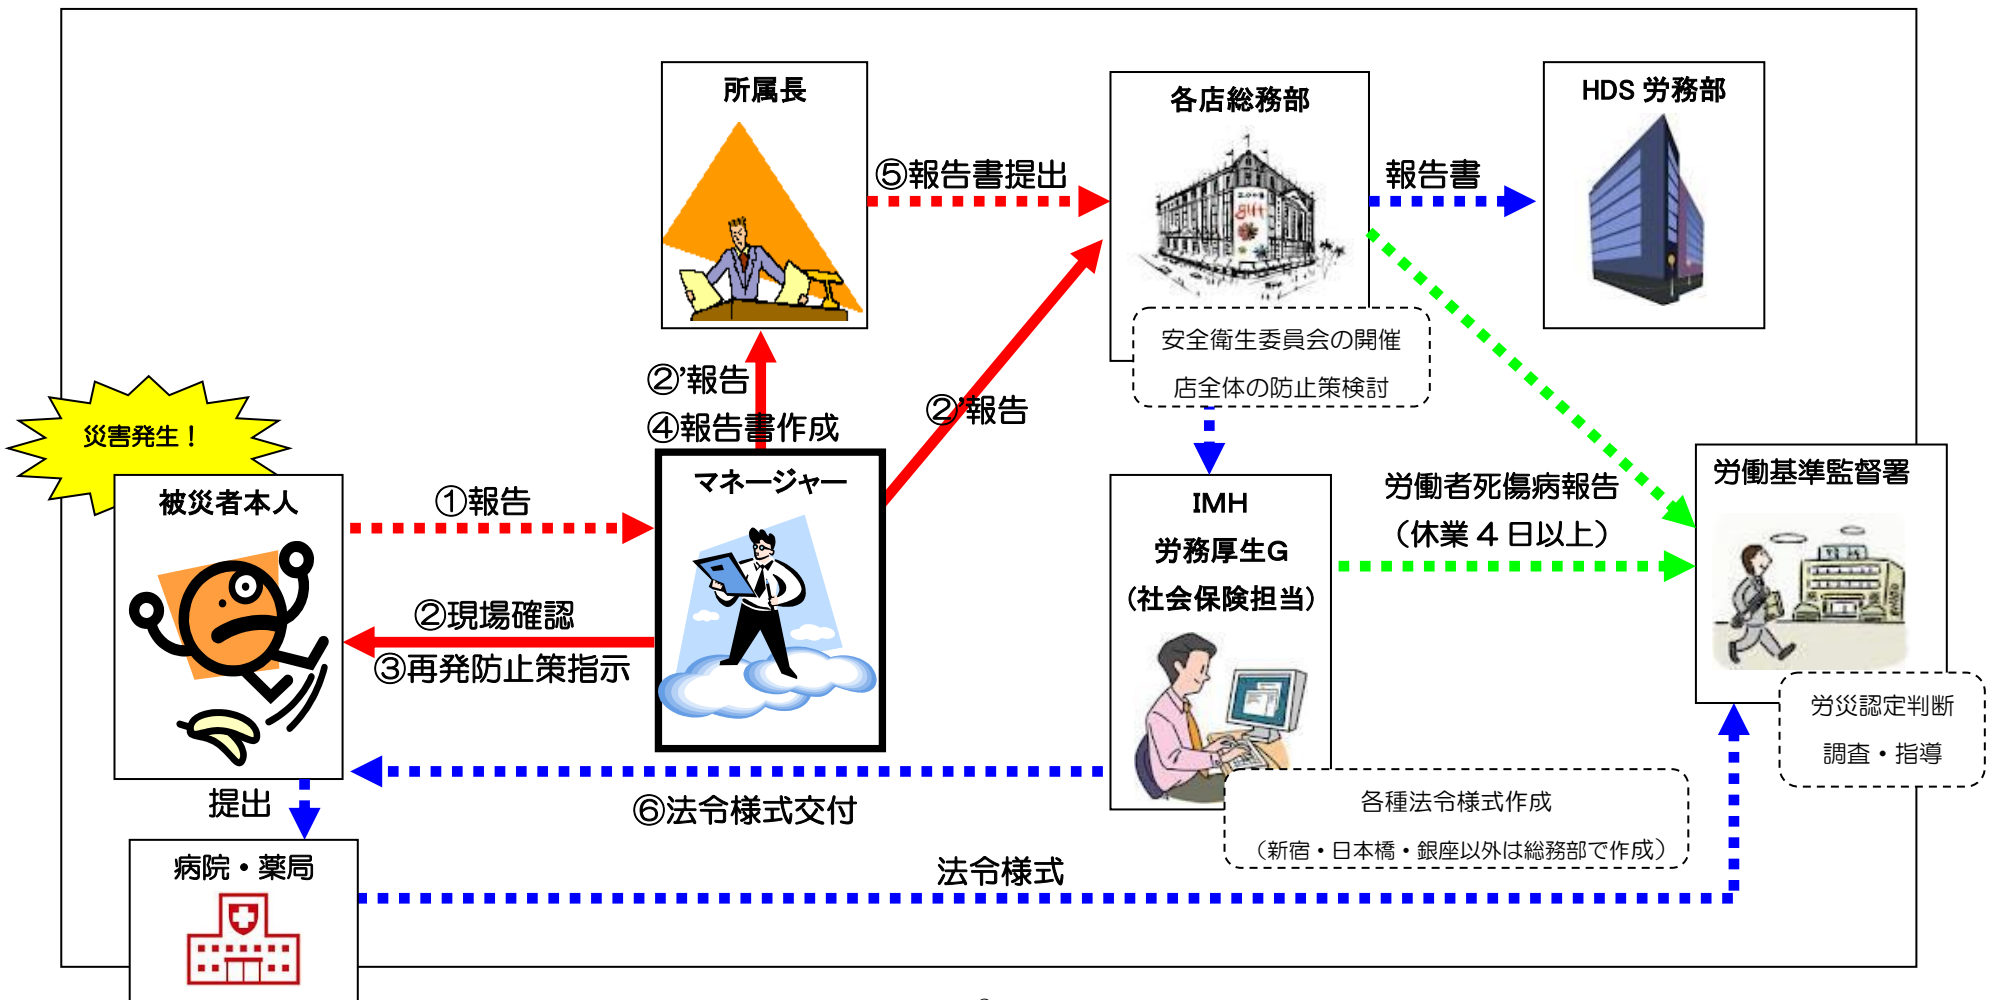 所属長
各店総務部
HDS 労務部
⑤報告書提出
報告書
2008
gift
安全衛生委員会の開催
店全体の防止策検討
②’報告
④報告書作成
②’報告
災害発生！
被災者本人
①報告
マネージャー
②現場確認
③再発防止策指示
IMH
労務厚生G
(社会保険担当)
労働者死傷病報告
（休業 4 日以上）
労働基準監督署
労災認定判断
調査・指導
提出
⑥法令様式交付
各種法令様式作成
（新宿・日本橋・銀座以外は総務部で作成）
病院・薬局
法令様式